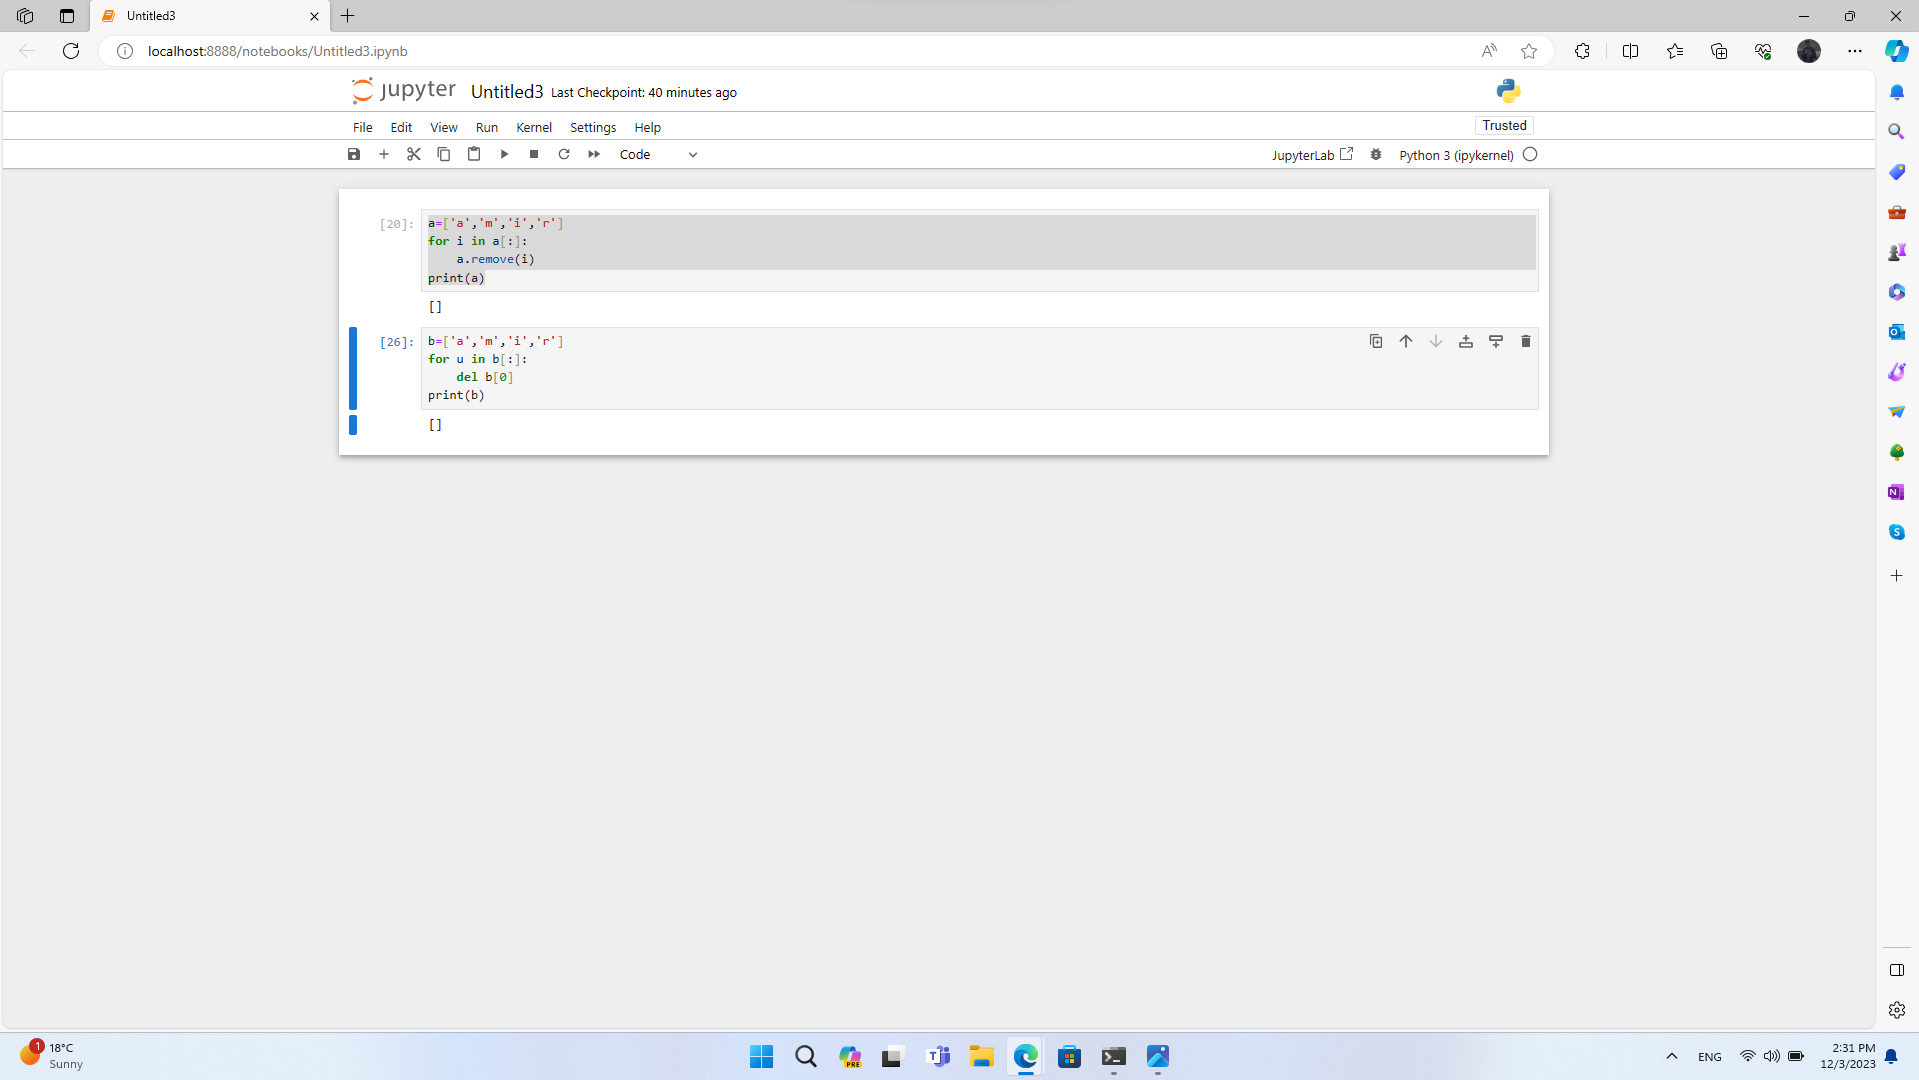 Untitled3
localhost:8888/notebooks/Untitled3.ipynb
jupyter Untitled3 Last Checkpoint: 40 minutes ago
File Edit View Run Kernel Settings Help Trusted
Code JupyterLab Python 3 (ipykernel)
[20]: a=['a','m','i','r']
for i in a[:]:
    a.remove(i)
print(a)
[]
[26]: b=['a','m','i','r']
for u in b[:]:
    del b[0]
print(b)
[]
1 18°C
Sunny
PRE
ENG
2:31 PM
12/3/2023